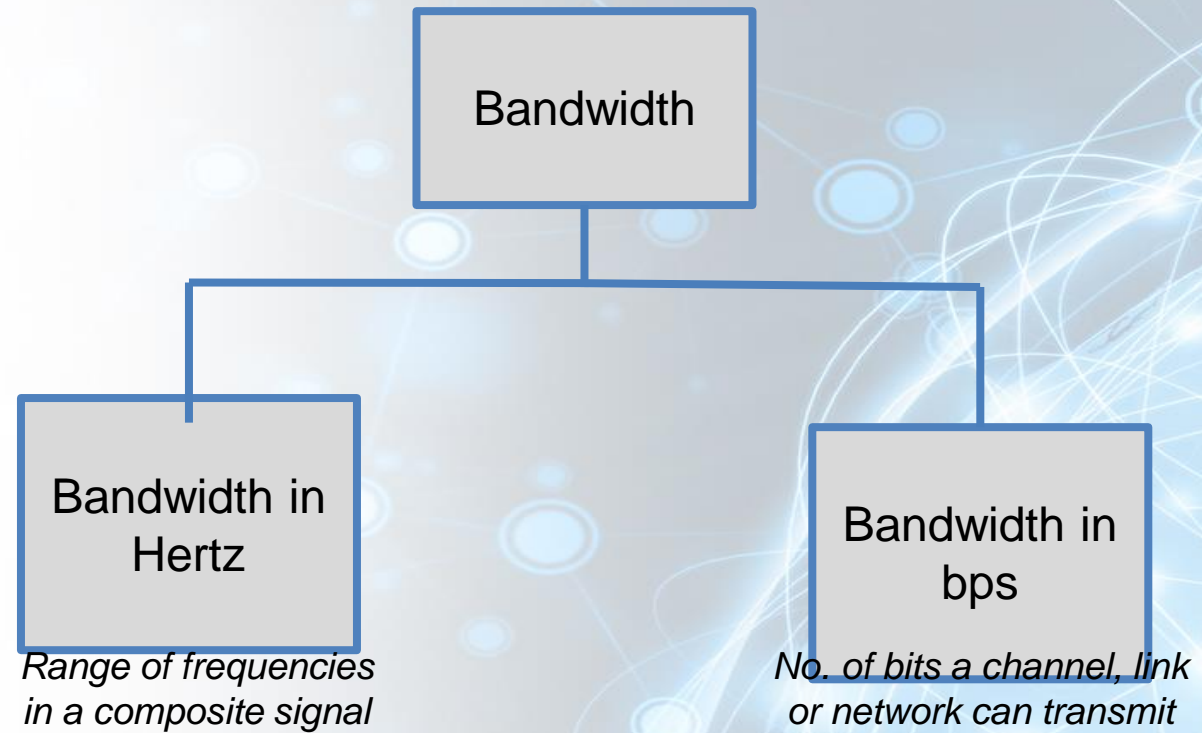 Bandwidth
Bandwidth in
Hertz
Range of frequencies
in a composite signal
Bandwidth in
bps
No. of bits a channel, link
or network can transmit